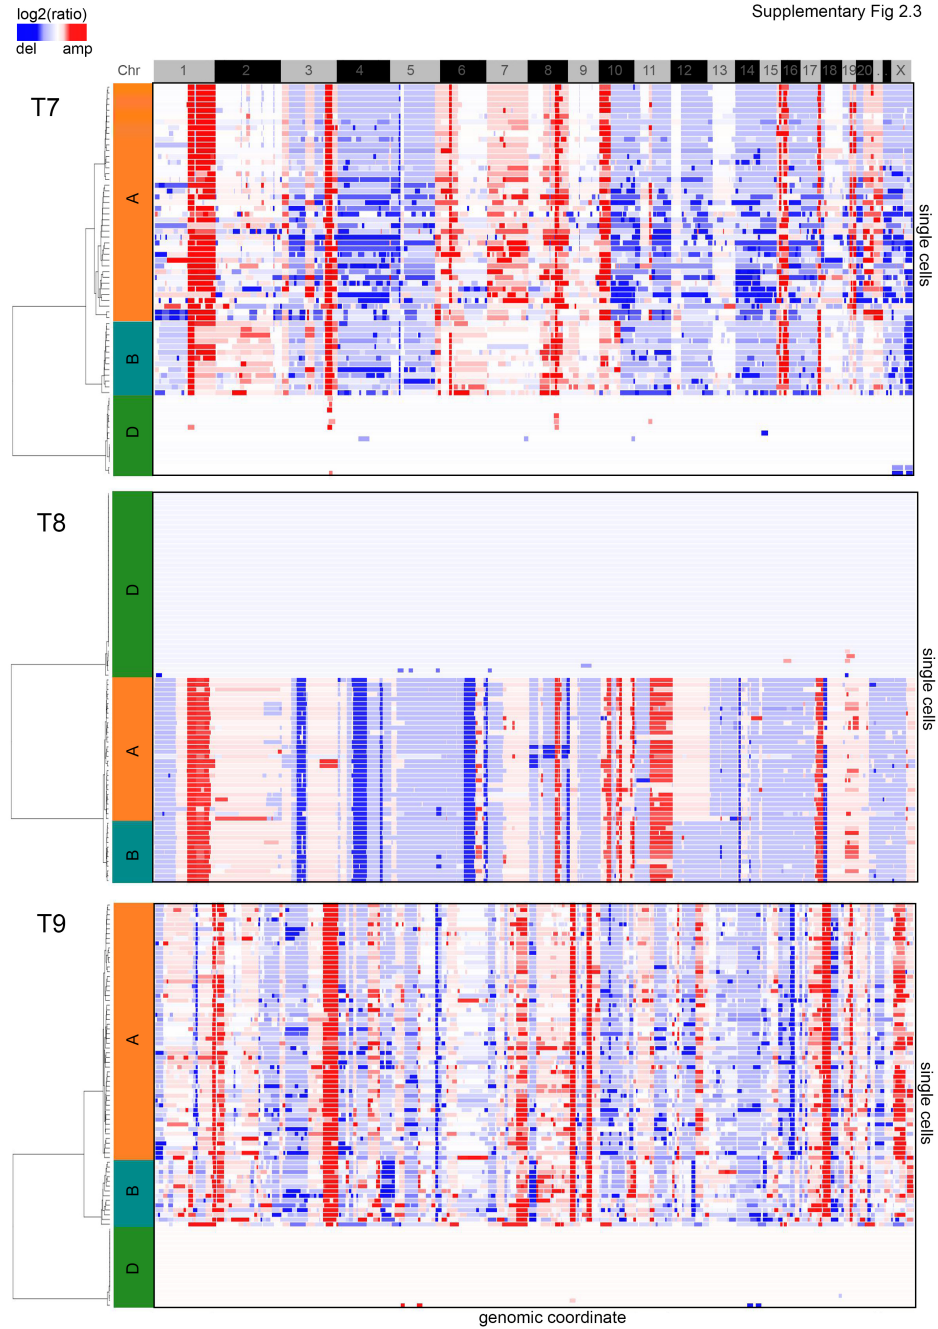 Supplementary Fig 2.3
log2(ratio)
del amp
Chr 1 2 3 4 5 6 7 8 9 10 11 12 13 14 15 16 17 18 19 20 . . X
T7
A
B
D
single cells
T8
D
A
B
single cells
T9
A
B
D
single cells
genomic coordinate